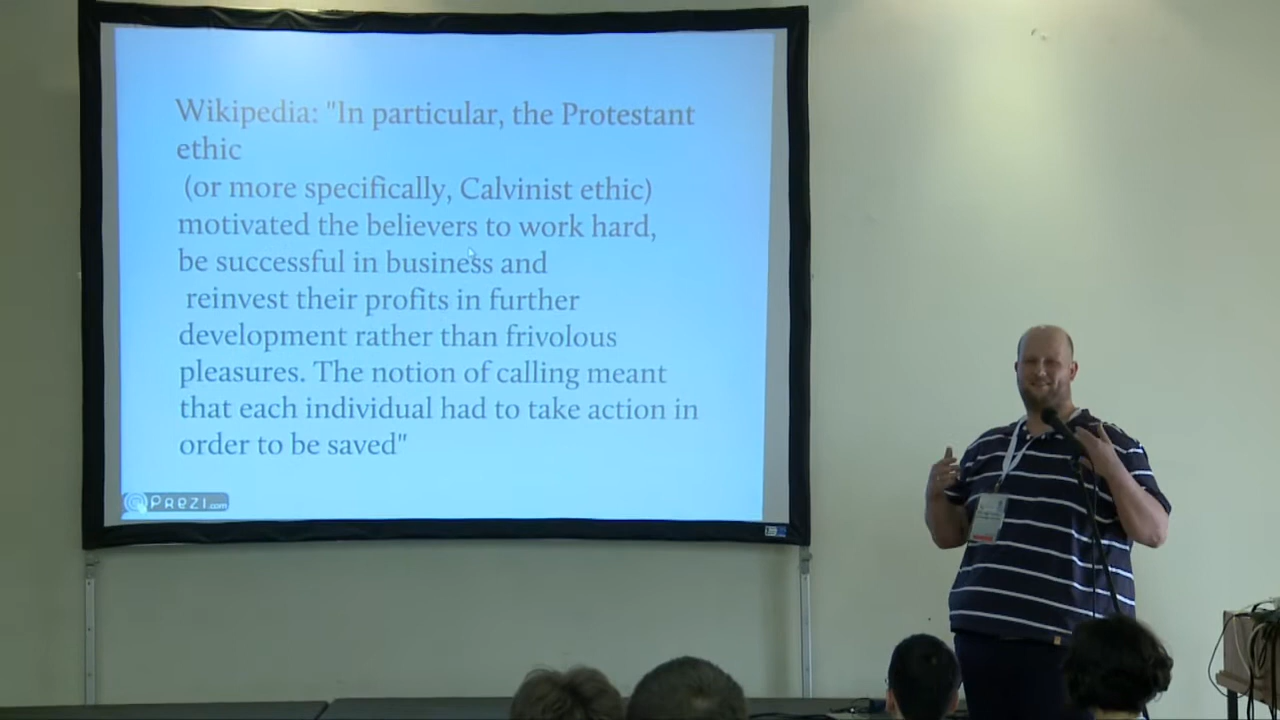 Wikipedia: "In particular, the Protestant
ethic
(or more specifically, Calvinist ethic)
motivated the believers to work hard,
be successful in business and
reinvest their profits in further
development rather than frivolous
pleasures. The notion of calling meant
that each individual had to take action in
order to be saved"
Prezi.com